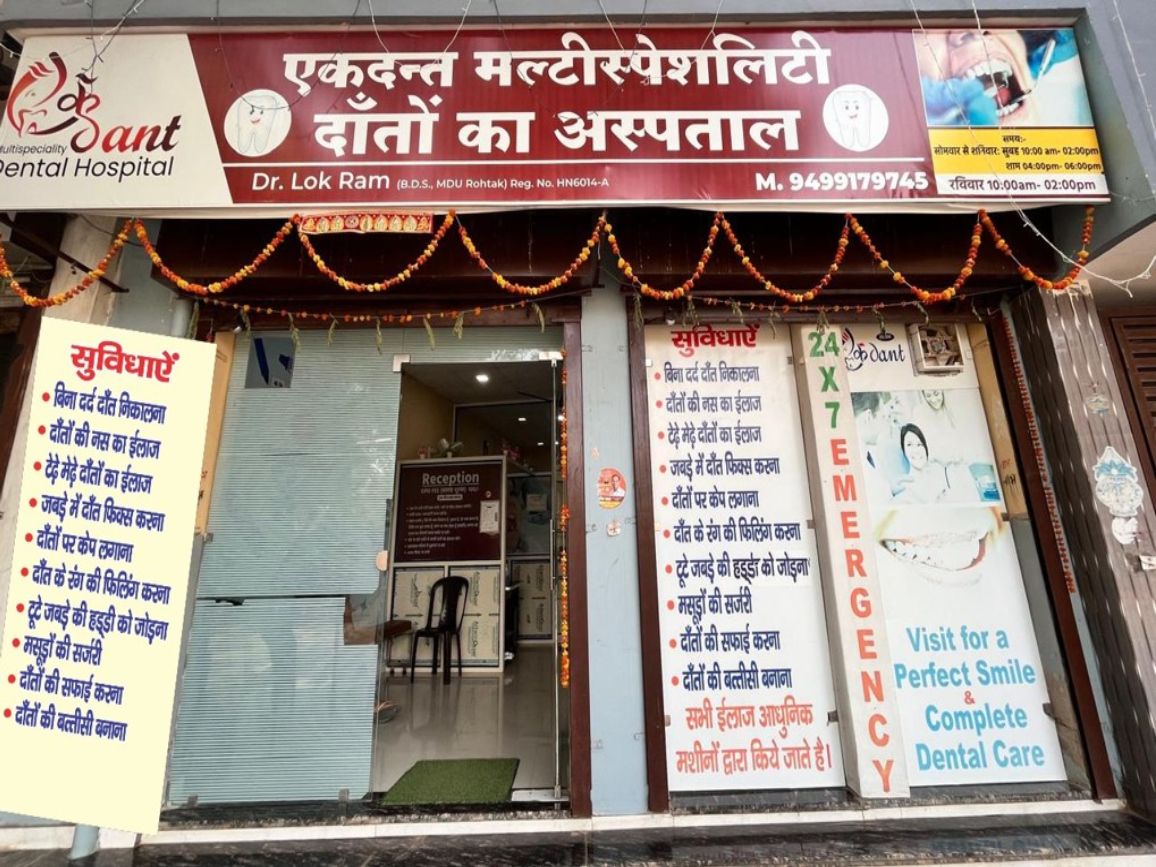 एकदन्त मल्टीस्पेशलिटी
दाँतों का अस्पताल
एकdant
Multispeciality
Dental Hospital
Dr. Lok Ram (B.D.S., MDU Rohtak) Reg. No. HN6014-A
M. 9499179745
समय:-
सोमवार से शनिवार: सुबह 10:00 am- 02:00pm
शाम 04:00pm- 06:00pm
रविवार 10:00am- 02:00pm
सुविधाऐं
• बिना दर्द दाँत निकालना
• दाँतों की नस का ईलाज
• टेढ़े मेढ़े दाँतों का ईलाज
• जबड़े में दाँत फिक्स करना
• दाँतों पर केप लगाना
• दाँत के रंग की फिलिंग करना
• टूटे जबड़े की हड्डी को जोड़ना
• मसूड़ों की सर्जरी
• दाँतों की सफाई करना
• दाँतों की बत्तीसी बनाना
Reception
सुविधाऐं
• बिना दर्द दाँत निकालना
• दाँतों की नस का ईलाज
• टेढ़े मेढ़े दाँतों का ईलाज
• जबड़े में दाँत फिक्स करना
• दाँतों पर केप लगाना
• दाँत के रंग की फिलिंग करना
• टूटे जबड़े की हड्डी को जोड़ना
• मसूड़ों की सर्जरी
• दाँतों की सफाई करना
• दाँतों की बत्तीसी बनाना
सभी ईलाज आधुनिक
मशीनों द्वारा किये जाते है।
24X7 EMERGENCY
एकdant
Visit for a
Perfect Smile
&
Complete
Dental Care